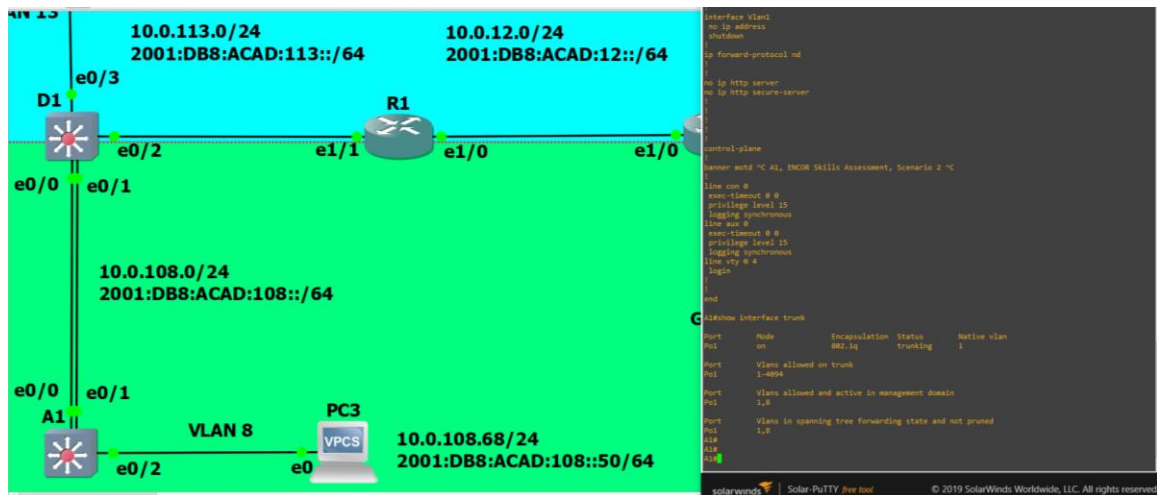 AN 13
10.0.113.0/24
2001:DB8:ACAD:113::/64
10.0.12.0/24
2001:DB8:ACAD:12::/64
e0/3
D1
R1
e0/2
e1/1
e1/0
e1/0
e0/0
e0/1
10.0.108.0/24
2001:DB8:ACAD:108::/64
G
e0/0
e0/1
A1
PC3
VLAN 8
VPCS
10.0.108.68/24
2001:DB8:ACAD:108::50/64
e0/2
e0
interface Vlan1
no ip address
shutdown
!
ip forward-protocol nd
!
!
no ip http server
no ip http secure-server
!
!
!
!
!
control-plane
!
banner motd ^C A1, ENCOR Skills Assessment, Scenario 2 ^C
!
line con 0
exec-timeout 0 0
privilege level 15
logging synchronous
line aux 0
exec-timeout 0 0
privilege level 15
logging synchronous
line vty 0 4
login
!
!
end
A1#show interface trunk
Port Mode Encapsulation Status Native vlan
Po1 on 802.1q trunking 1
Port Vlans allowed on trunk
Po1 1-4094
Port Vlans allowed and active in management domain
Po1 1,8
Port Vlans in spanning tree forwarding state and not pruned
Po1 1,8
A1#
A1#
A1#
solarwinds Solar-PuTTY free tool © 2019 SolarWinds Worldwide, LLC. All rights reserved